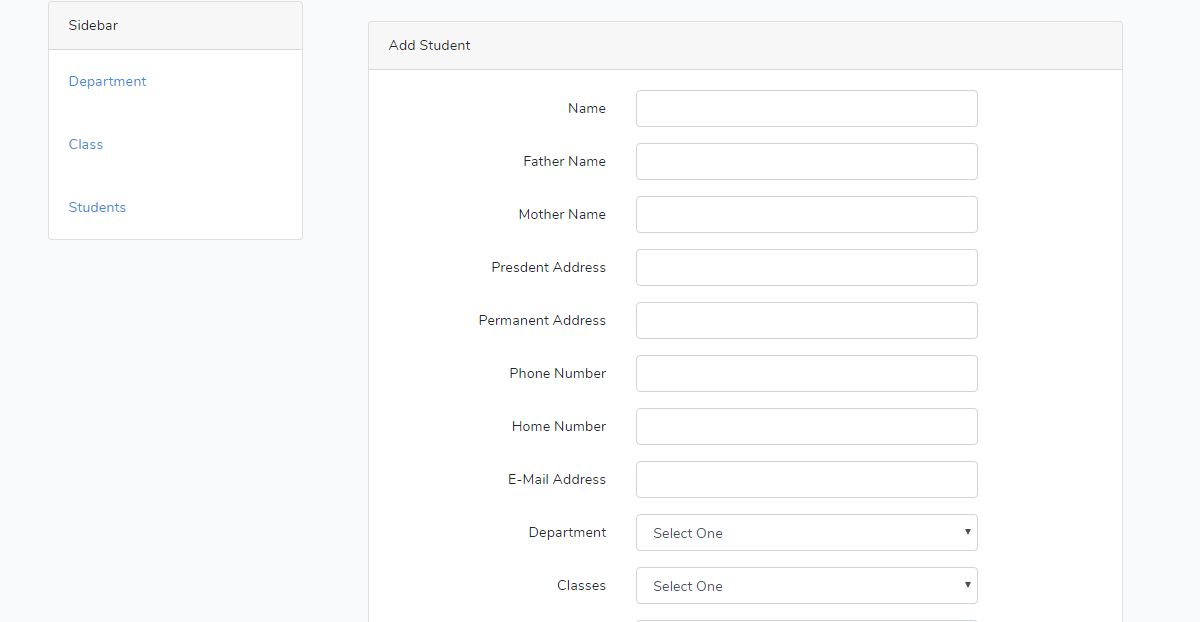 Sidebar
Department
Class
Students
Add Student
Name
Father Name
Mother Name
Presdent Address
Permanent Address
Phone Number
Home Number
E-Mail Address
Department
Select One
Classes
Select One